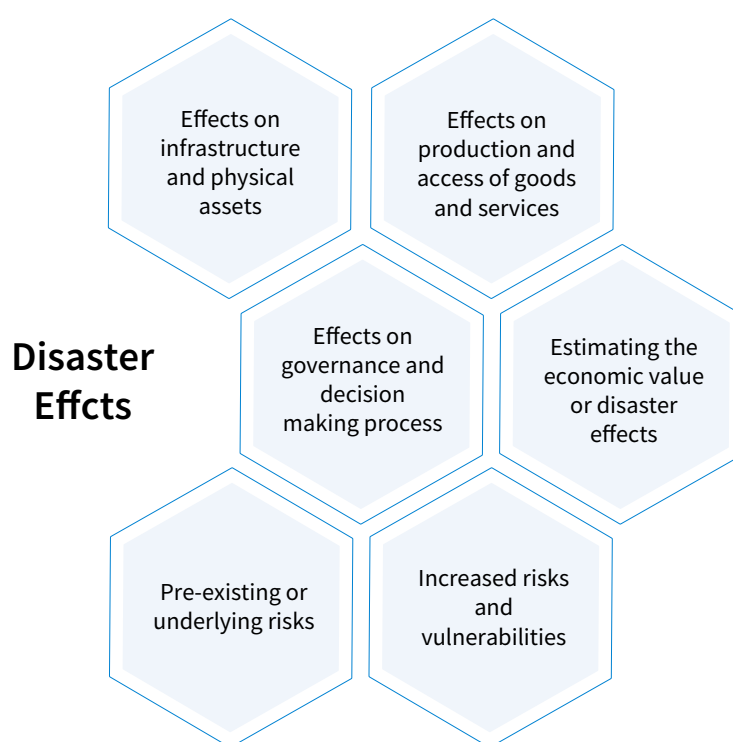 Effects on
infrastructure
and physical
assets
Effects on
production and
access of goods
and services
Disaster
Effcts
Effects on
governance and
decision
making process
Estimating the
economic value
or disaster
effects
Pre-existing or
underlying risks
Increased risks
and
vulnerabilities